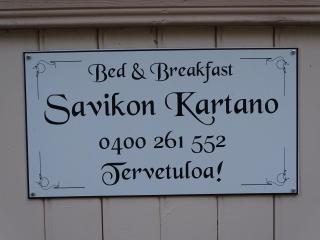 Bed & Breakfast
Savikon Kartano
0400 261 552
Tervetuloa!